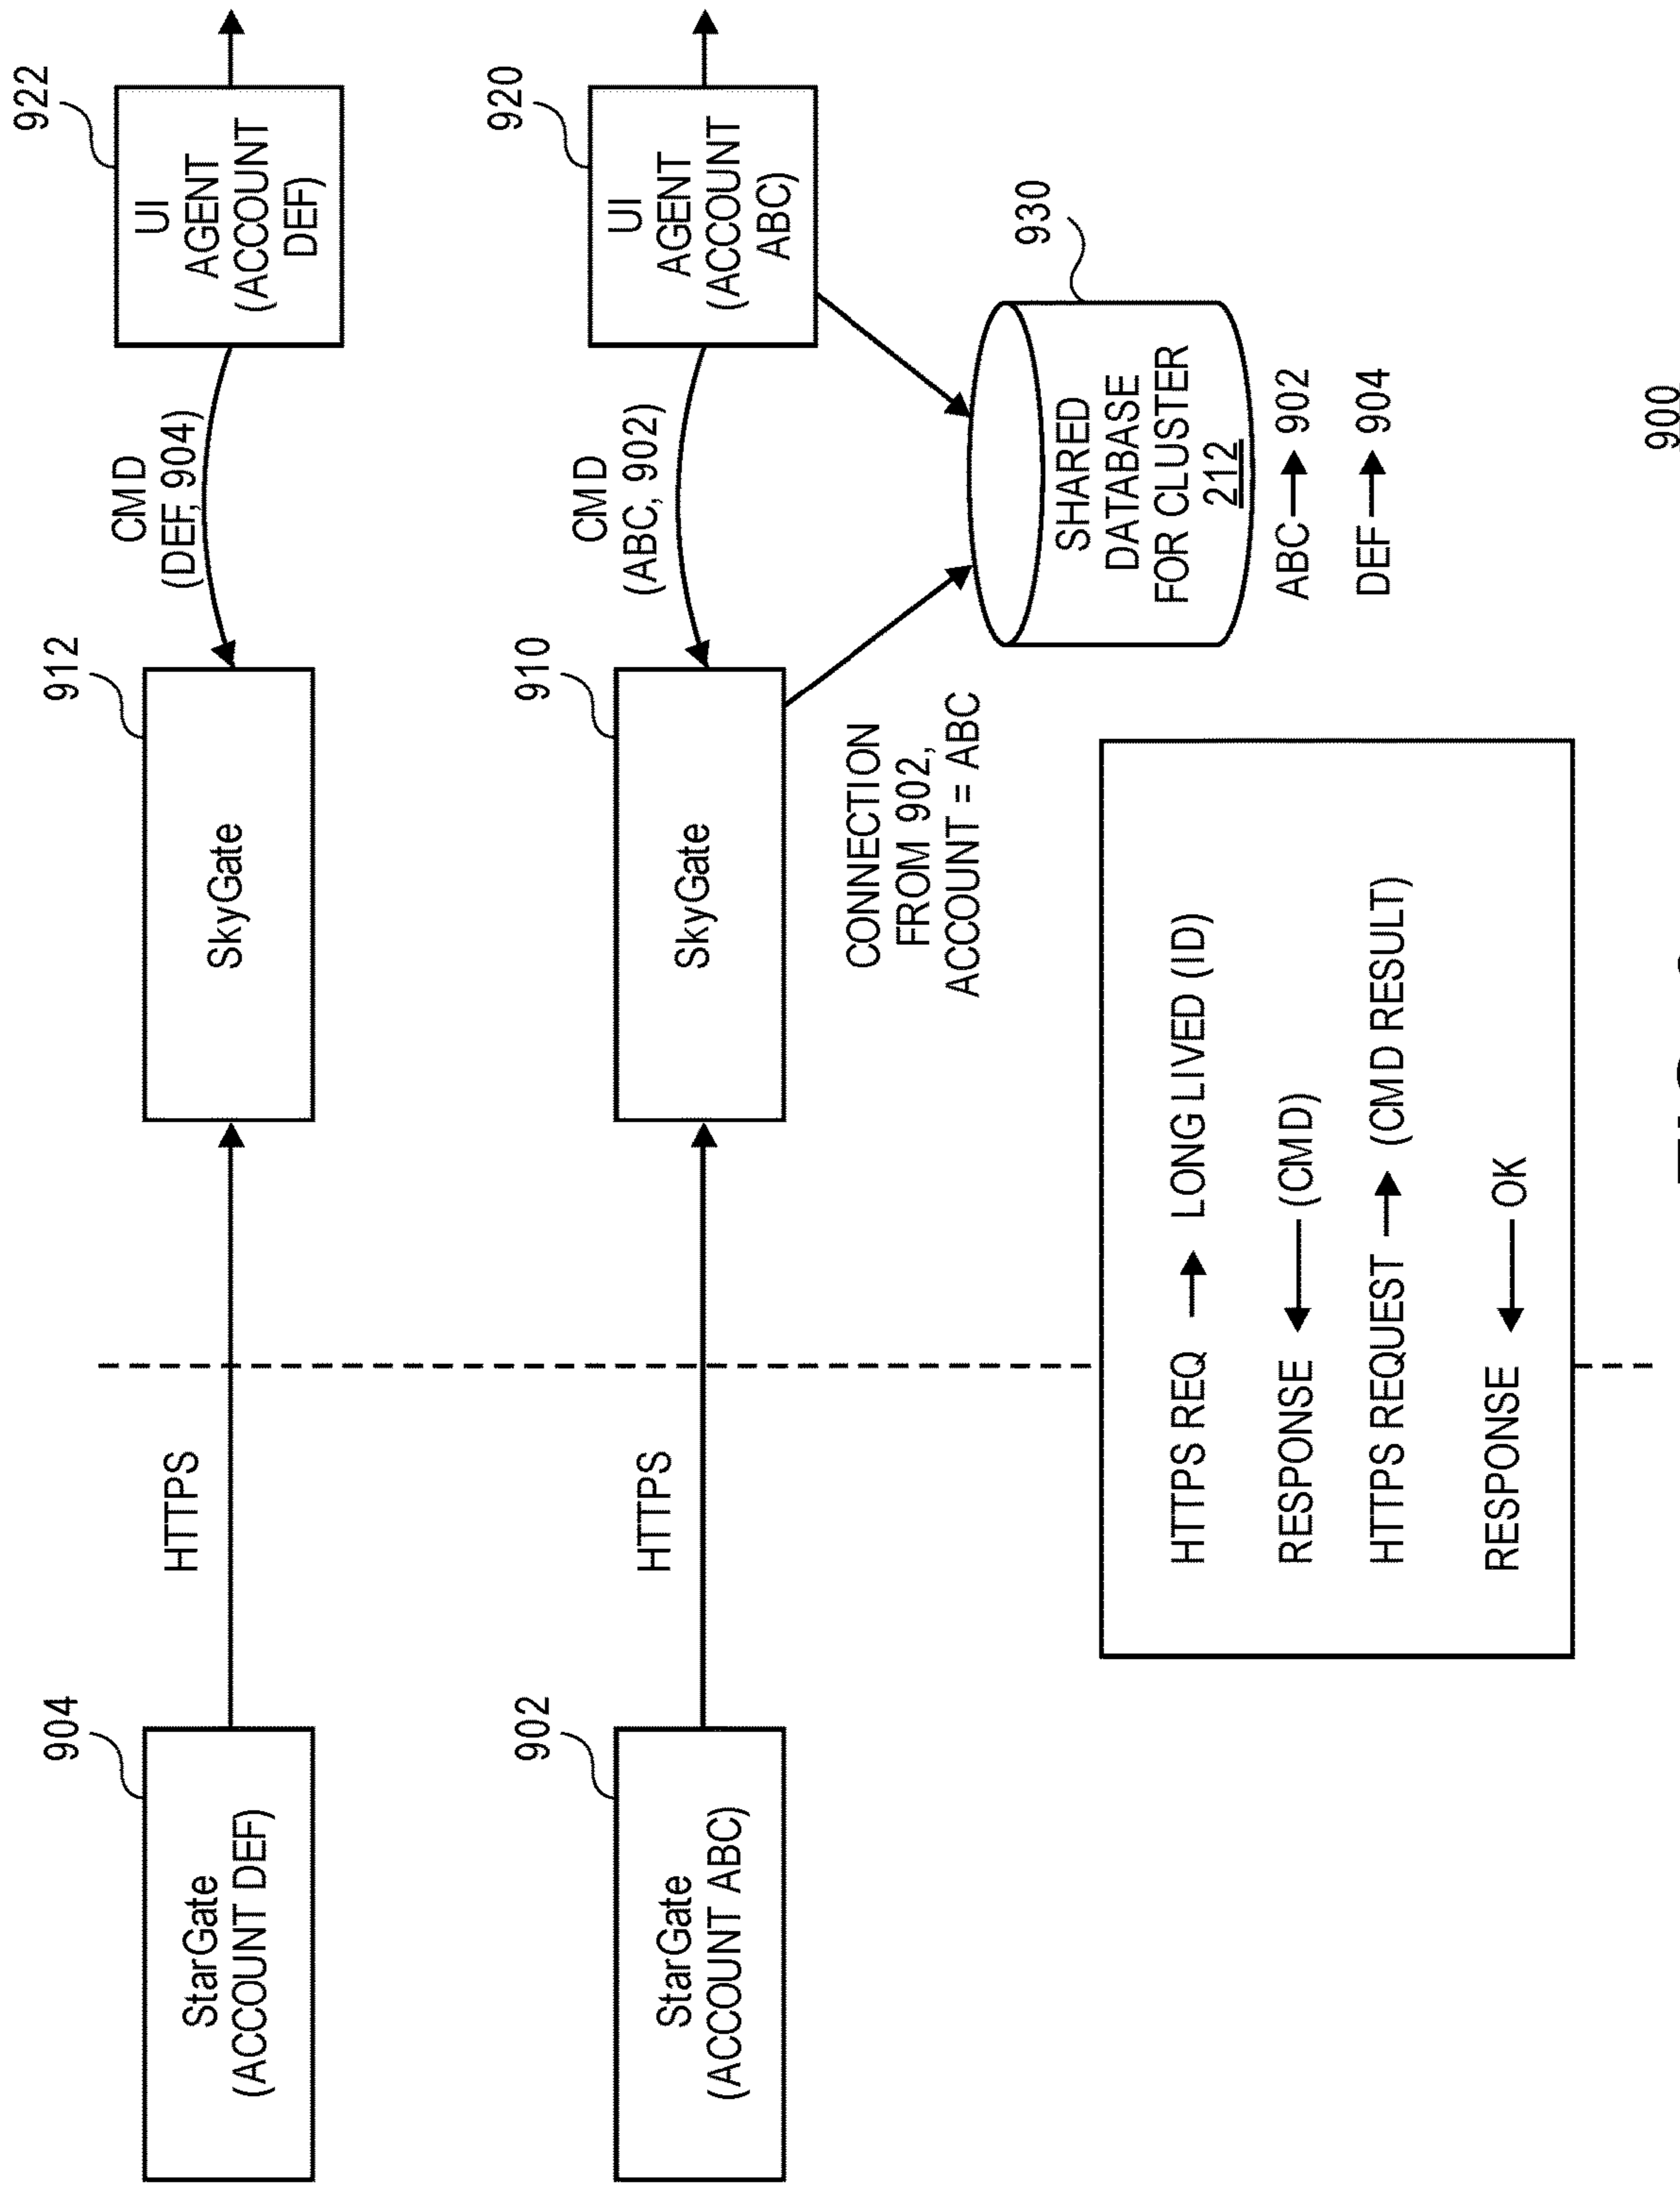 904
StarGate
(ACCOUNT DEF)
HTTPS
912
SkyGate
CMD
(DEF, 904)
922
UI
AGENT
(ACCOUNT
DEF)
902
StarGate
(ACCOUNT ABC)
HTTPS
910
SkyGate
CMD
(ABC, 902)
920
UI
AGENT
(ACCOUNT
ABC)
CONNECTION
FROM 902,
ACCOUNT = ABC
930
SHARED
DATABASE
FOR CLUSTER
212
ABC → 902
DEF → 904
HTTPS REQ → LONG LIVED (ID)
RESPONSE ← (CMD)
HTTPS REQUEST → (CMD RESULT)
RESPONSE ← OK
900